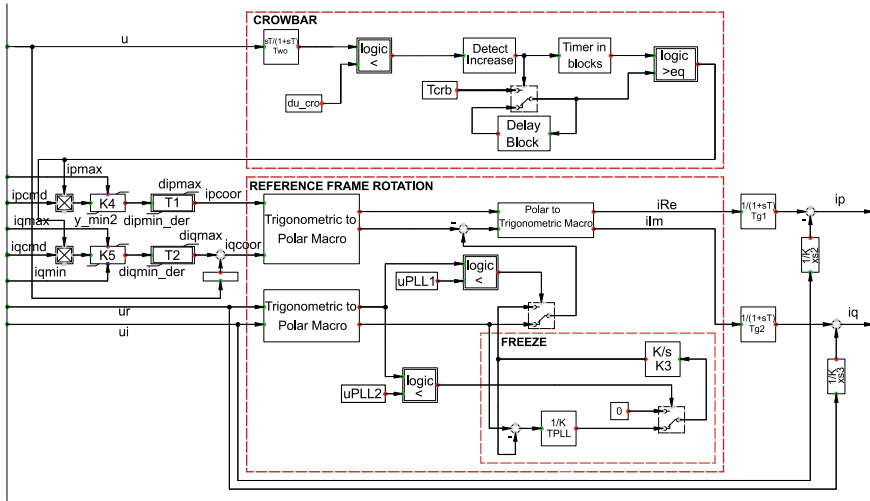 CROWBAR
u
sT/(1+sT)
Two
logic
<
du_cro
Detect
Increase
Timer in
blocks
logic
>eq
Tcrb
Delay
Block
ipmax
ipcmd
K4
y_min2
dipmax
T1
dipmin_der
ipcoor
iqmax
iqcmd
iqmin
K5
diqmax
T2
diqmin_der
iqcoor
ur
ui
REFERENCE FRAME ROTATION
Trigonometric to
Polar Macro
Polar to
Trigonometric Macro
-
iRe
iIm
1/(1+sT)
Tg1
-
ip
1/K
xs2
Trigonometric to
Polar Macro
uPLL1
logic
<
1/(1+sT)
Tg2
iq
1/K
xs3
FREEZE
K/s
K3
uPLL2
logic
<
0
-
1/K
TPLL